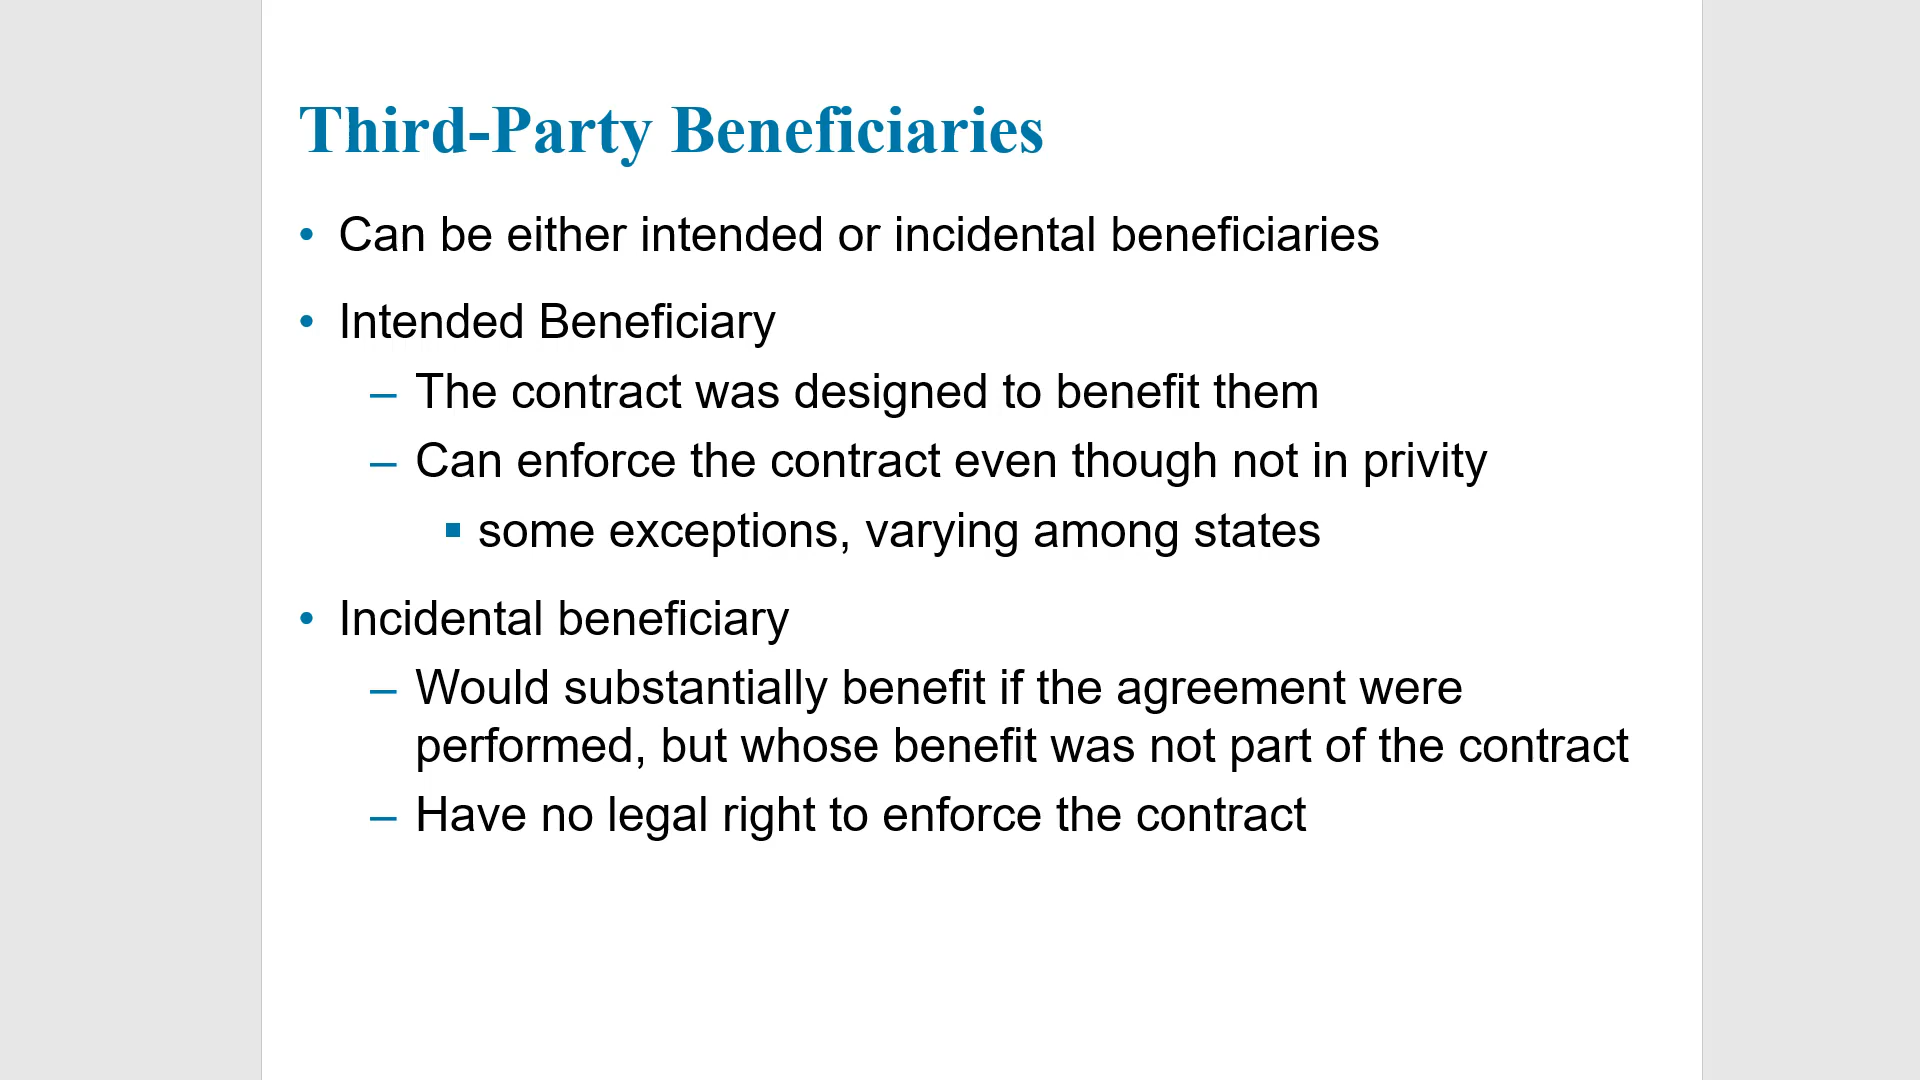 Third-Party Beneficiaries
• Can be either intended or incidental beneficiaries
• Intended Beneficiary
– The contract was designed to benefit them
– Can enforce the contract even though not in privity
▪ some exceptions, varying among states
• Incidental beneficiary
– Would substantially benefit if the agreement were
performed, but whose benefit was not part of the contract
– Have no legal right to enforce the contract